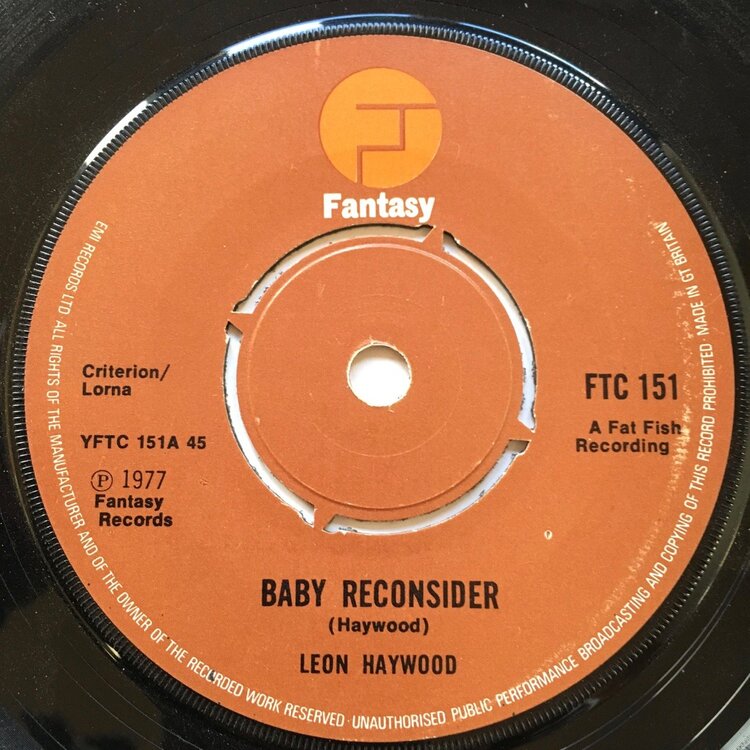 Fantasy
Criterion/
Lorna
YFTC 151A 45
Ⓟ 1977
Fantasy
Records
FTC 151
A Fat Fish
Recording
BABY RECONSIDER
(Haywood)
LEON HAYWOOD
EMI RECORDS LTD ALL RIGHTS OF THE MANUFACTURER AND OF THE OWNER OF THE RECORDED WORK RESERVED · UNAUTHORISED PUBLIC PERFORMANCE BROADCASTING AND COPYING OF THIS RECORD PROHIBITED · MADE IN GT BRITAIN